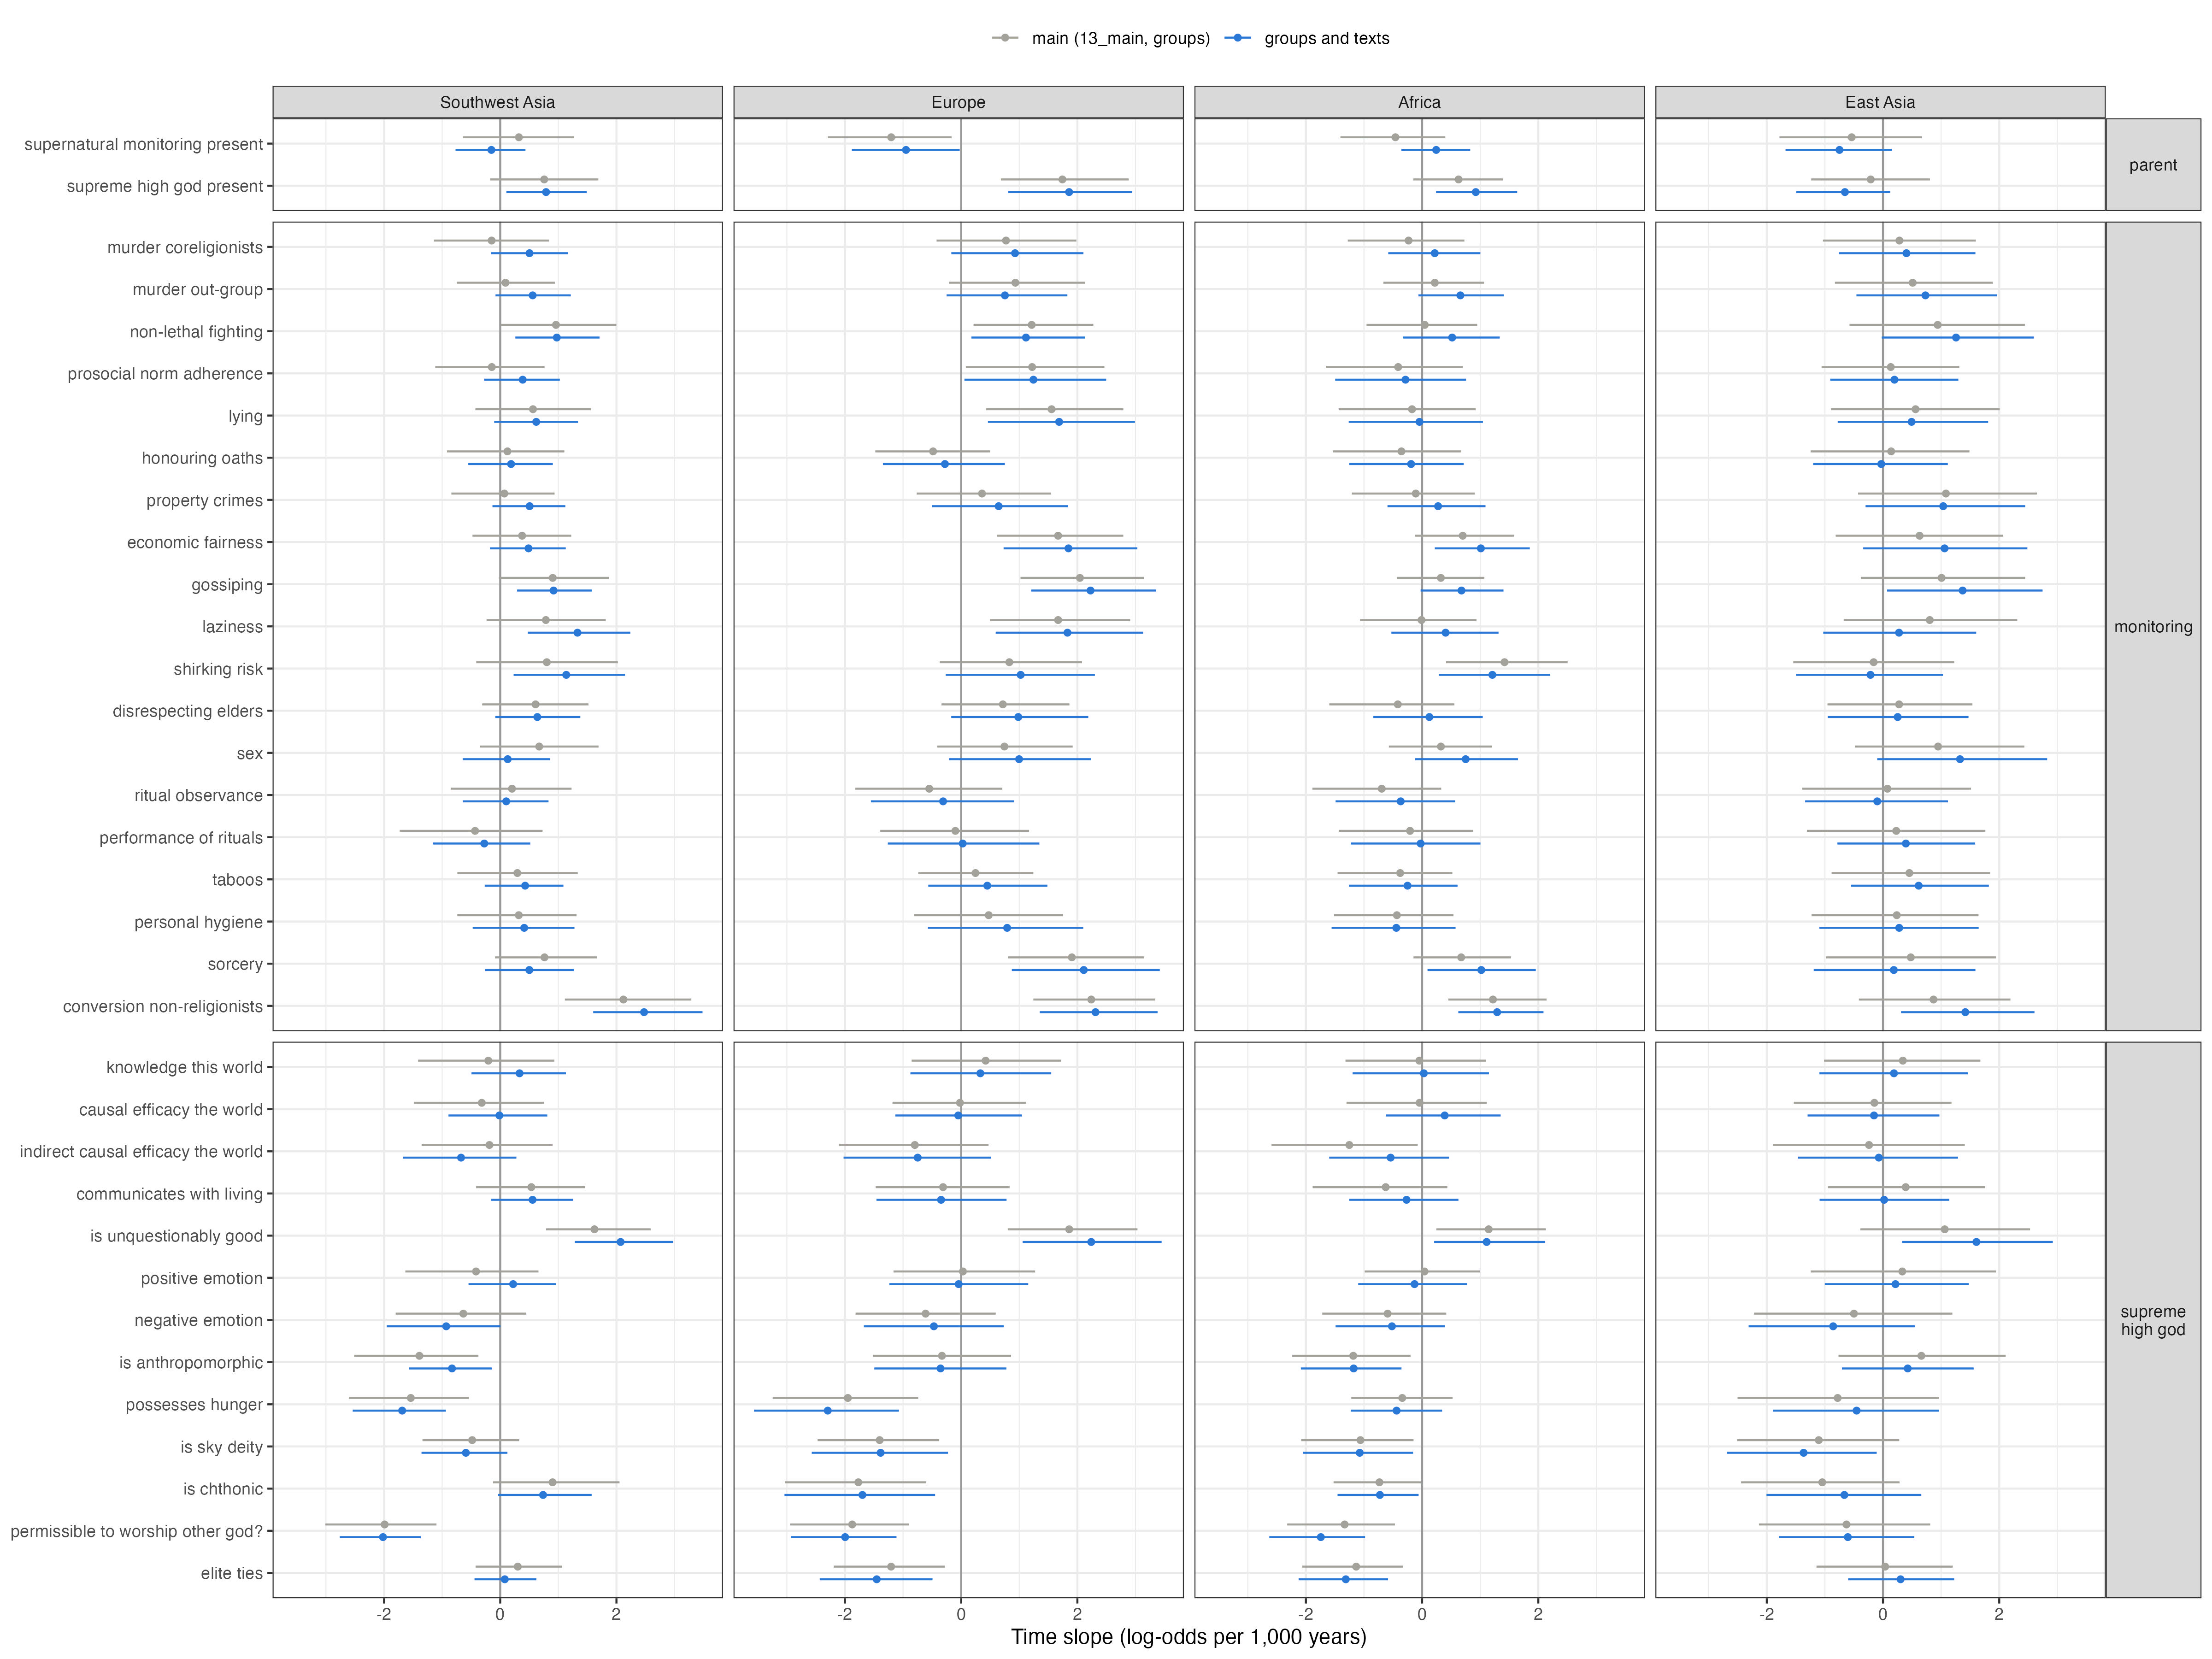 main (13_main, groups) groups and texts
Southwest Asia Europe Africa East Asia
supernatural monitoring present
supreme high god present
parent
murder coreligionists
murder out-group
non-lethal fighting
prosocial norm adherence
lying
honouring oaths
property crimes
economic fairness
gossiping
laziness
shirking risk
disrespecting elders
sex
ritual observance
performance of rituals
taboos
personal hygiene
sorcery
conversion non-religionists
monitoring
knowledge this world
causal efficacy the world
indirect causal efficacy the world
communicates with living
is unquestionably good
positive emotion
negative emotion
is anthropomorphic
possesses hunger
is sky deity
is chthonic
permissible to worship other god?
elite ties
supreme
high god
-2 0 2 -2 0 2 -2 0 2 -2 0 2
Time slope (log-odds per 1,000 years)